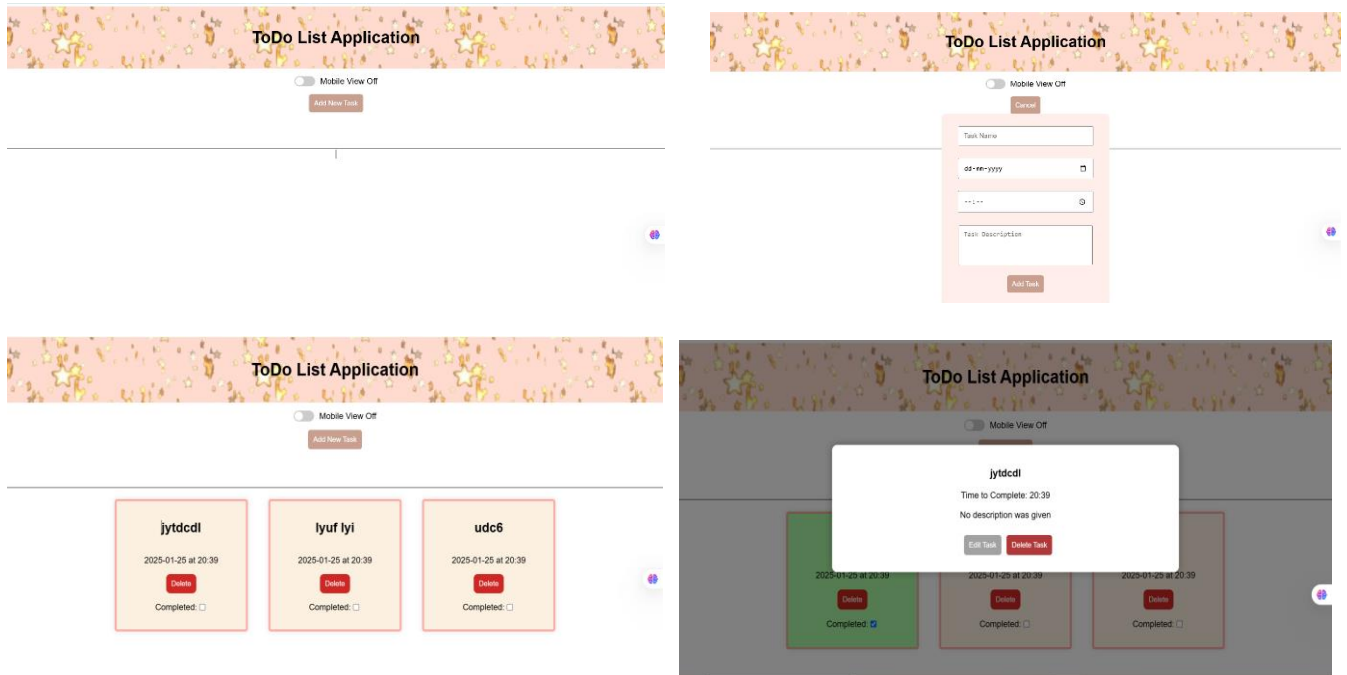 ToDo List Application
Mobile View Off
Add New Task
ToDo List Application
Mobile View Off
Cancel
Task Name
dd-mm-yyyy
--:--
Task Description
Add Task
ToDo List Application
Mobile View Off
Add New Task
jytdcdl
2025-01-25 at 20:39
Delete
Completed:
lyuf lyi
2025-01-25 at 20:39
Delete
Completed:
udc6
2025-01-25 at 20:39
Delete
Completed:
ToDo List Application
Mobile View Off
jytdcdl
Time to Complete: 20:39
No description was given
Edit Task
Delete Task
2025-01-25 at 20:39
Delete
Completed:
2025-01-25 at 20:39
Delete
Completed:
2025-01-25 at 20:39
Delete
Completed: